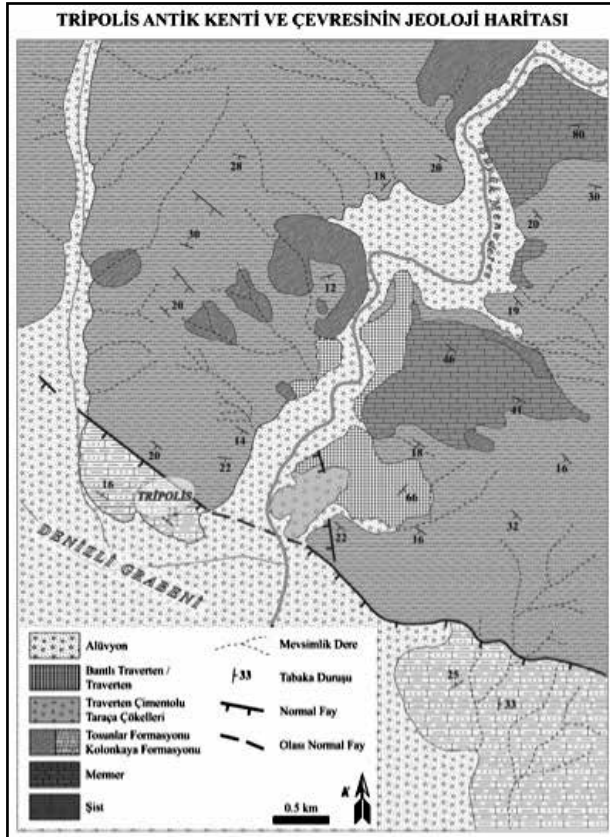 TRİPOLİS ANTİK KENTİ VE ÇEVRESİNİN JEOLOJİ HARİTASI
80
28
18
20
30
20
30
12
20
19
46
41
14
20
22
18
16
16
TRİPOLİS
66
32
22
16
DENİZLİ GRABENİ
25
33
Alüvyon
Bantlı Traverten /
Traverten
Traverten Çimentolu
Taraça Çökelleri
Tosunlar Formasyonu
Kolonkaya Formasyonu
Mermer
Şist
Mevsimlik Dere
33
Tabaka Duruşu
Normal Fay
Olası Normal Fay
K
0.5 km